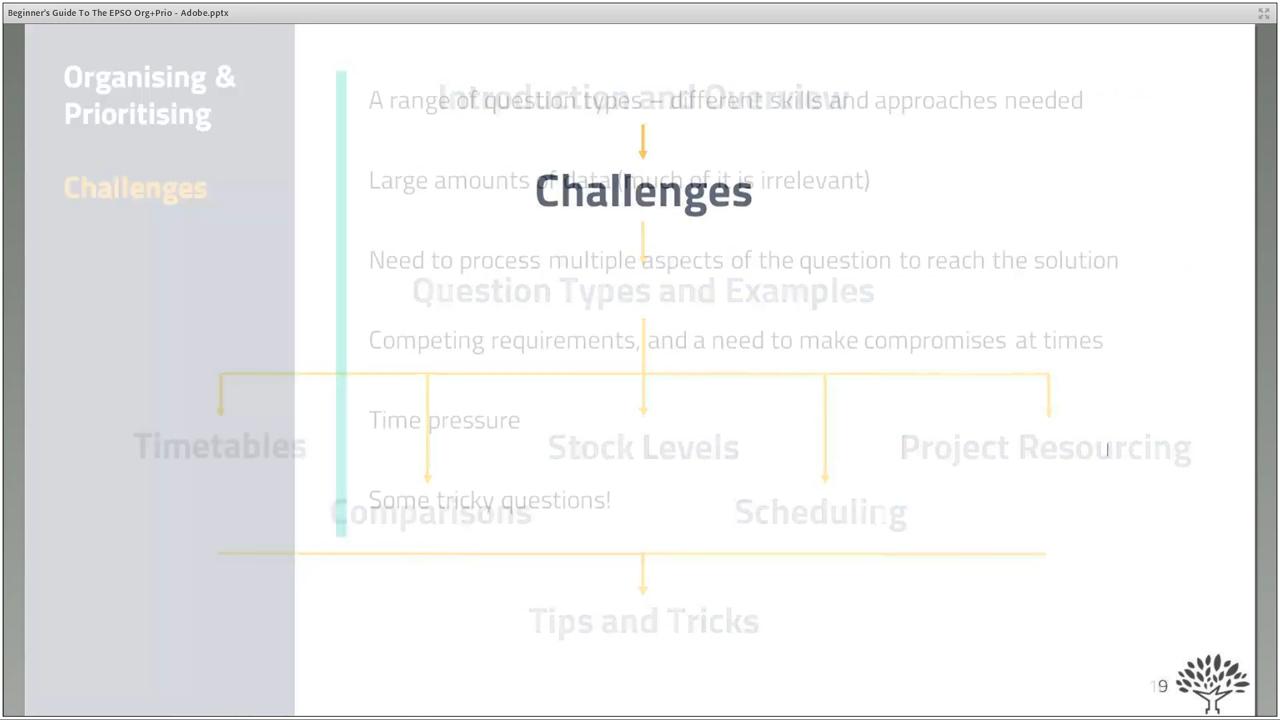 Beginner's Guide To The EPSO Org+Prio - Adobe.pptx
Organising &
Prioritising
Challenges
A range of question types – different skills and approaches needed
Large amounts of data (much of it is irrelevant)
Need to process multiple aspects of the question to reach the solution
Competing requirements, and a need to make compromises at times
Time pressure
Some tricky questions!
Introduction and Overview
Challenges
Question Types and Examples
Timetables
Stock Levels
Project Resourcing
Comparisons
Scheduling
Tips and Tricks
19